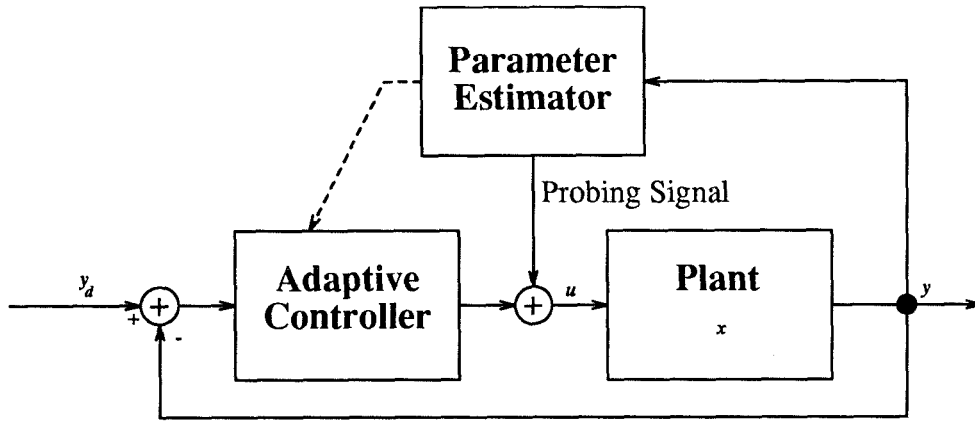 Parameter
Estimator
Probing Signal
y_d
+
+
-
Adaptive
Controller
+
u
Plant
x
y